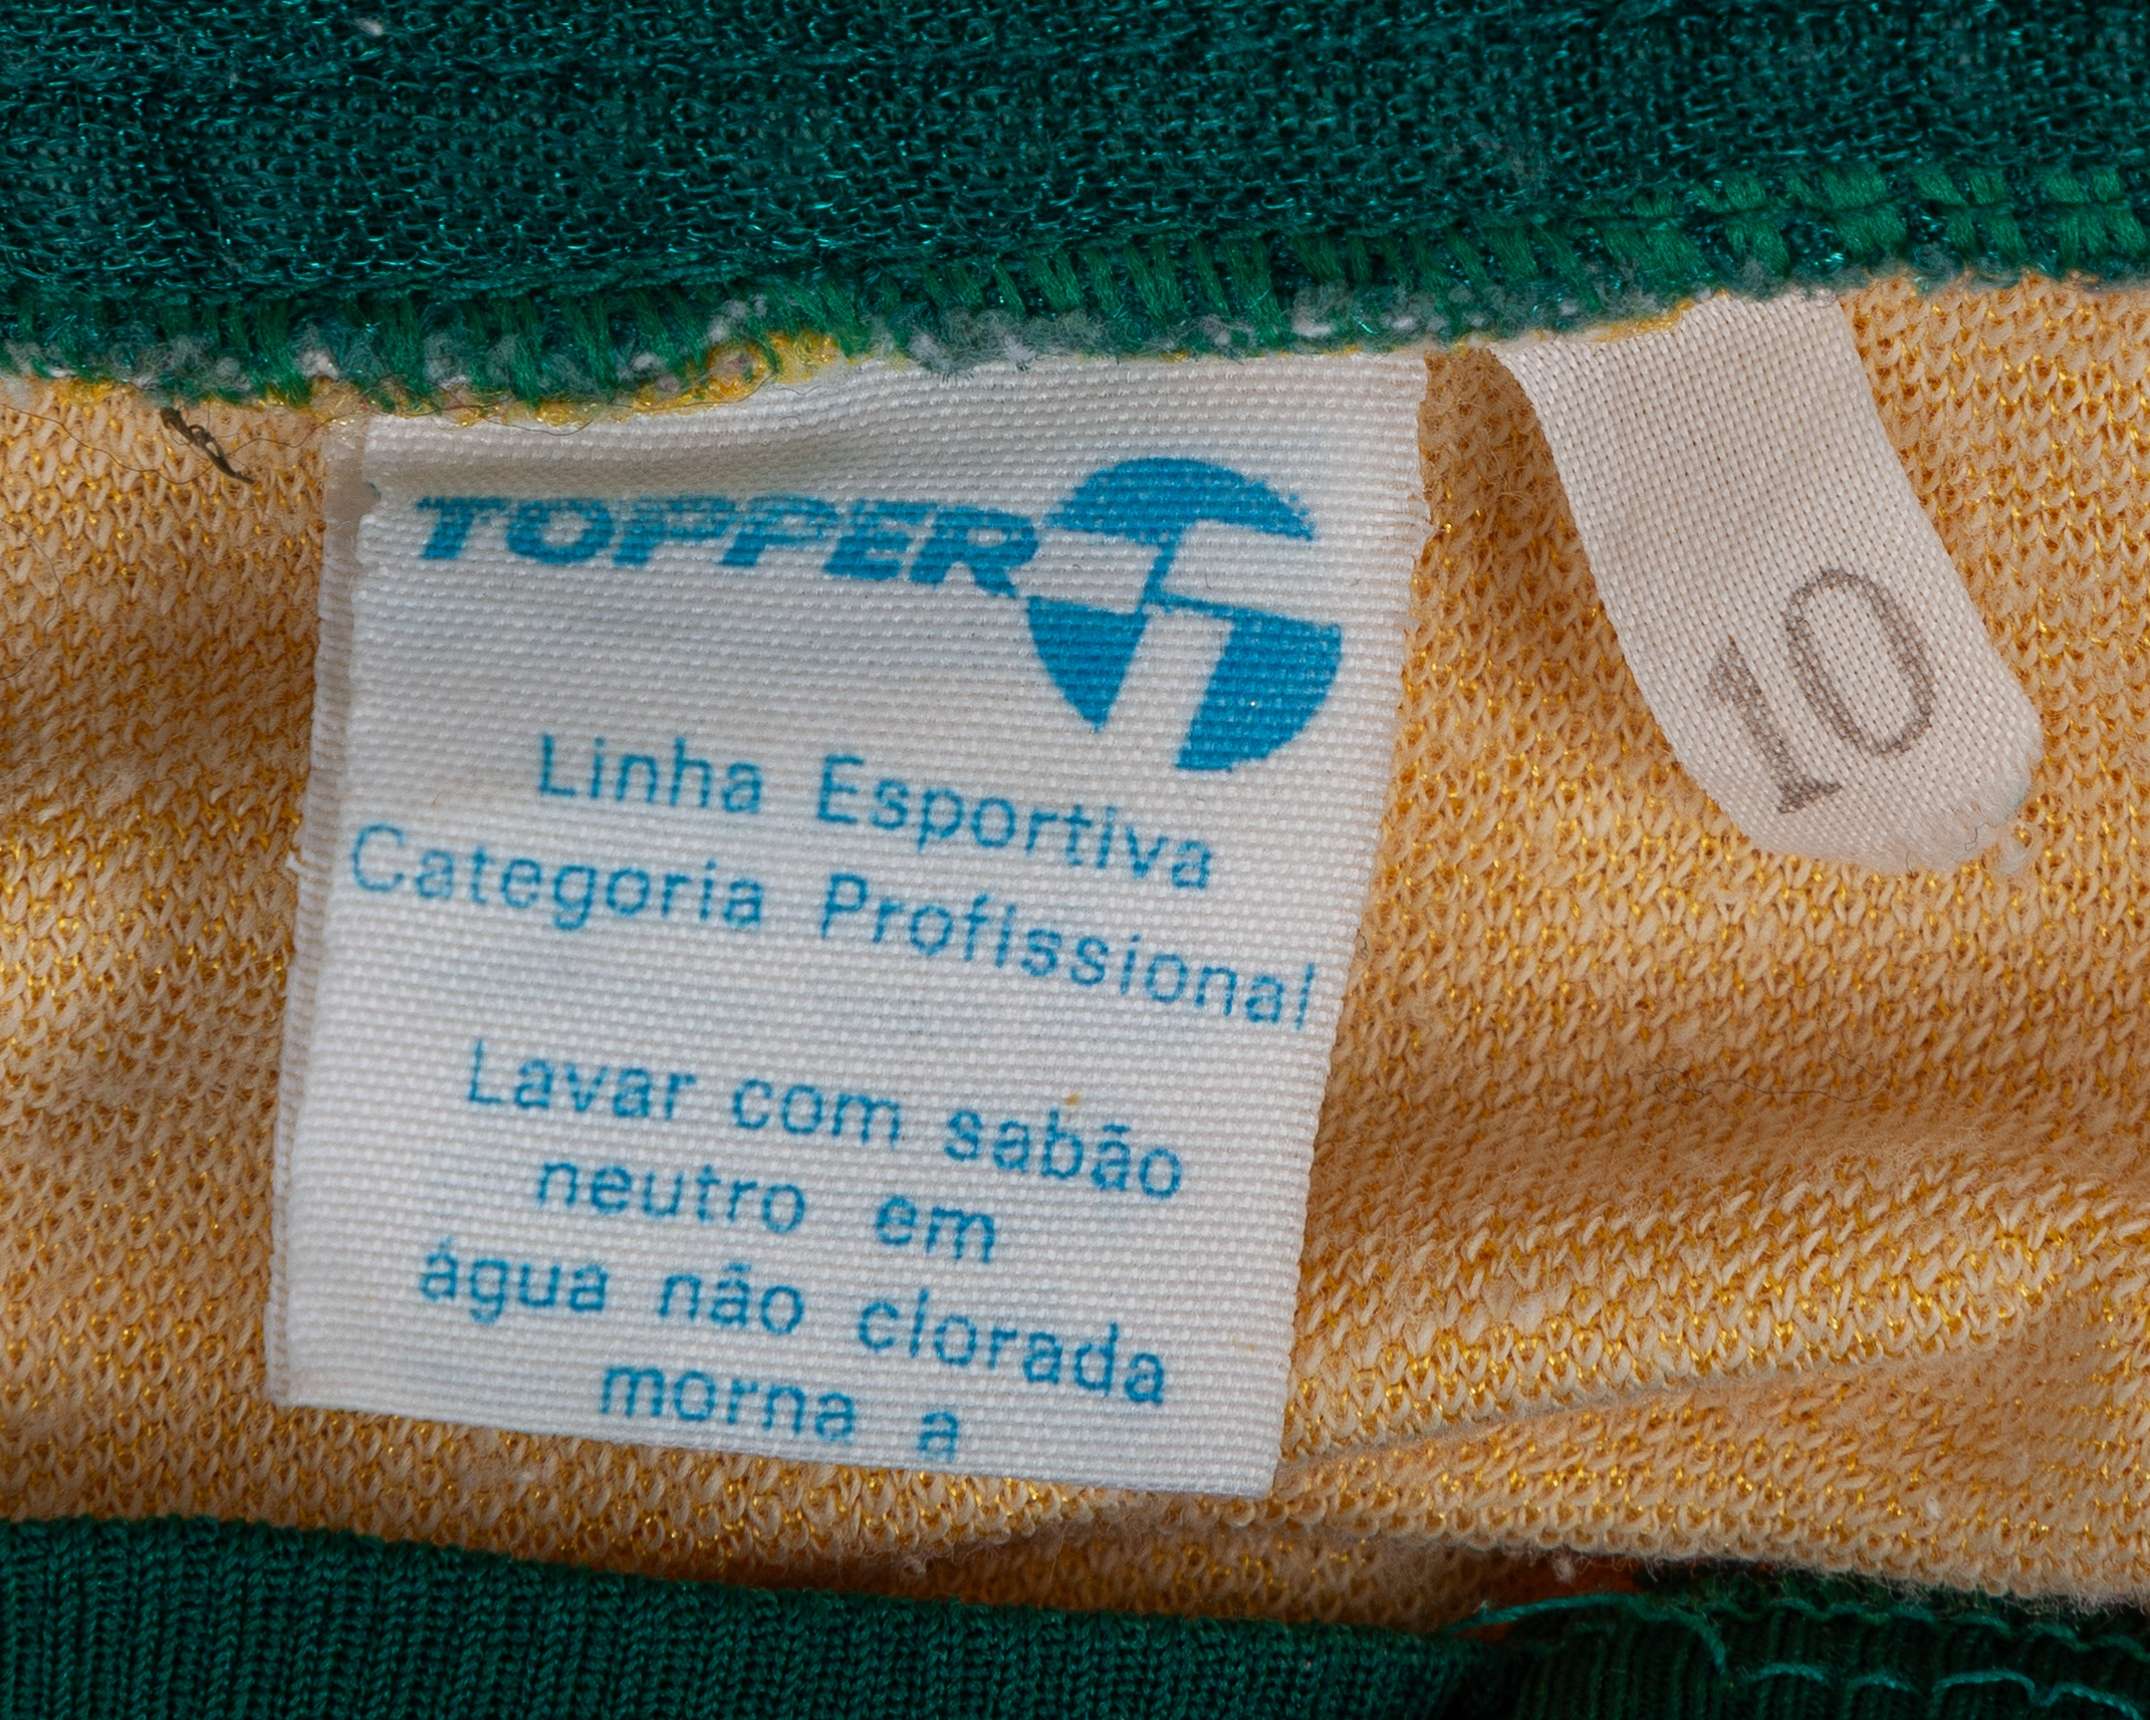 TOPPER
Linha Esportiva
Categoria Profissional
Lavar com sabão
neutro em
água não clorada
morna a
10